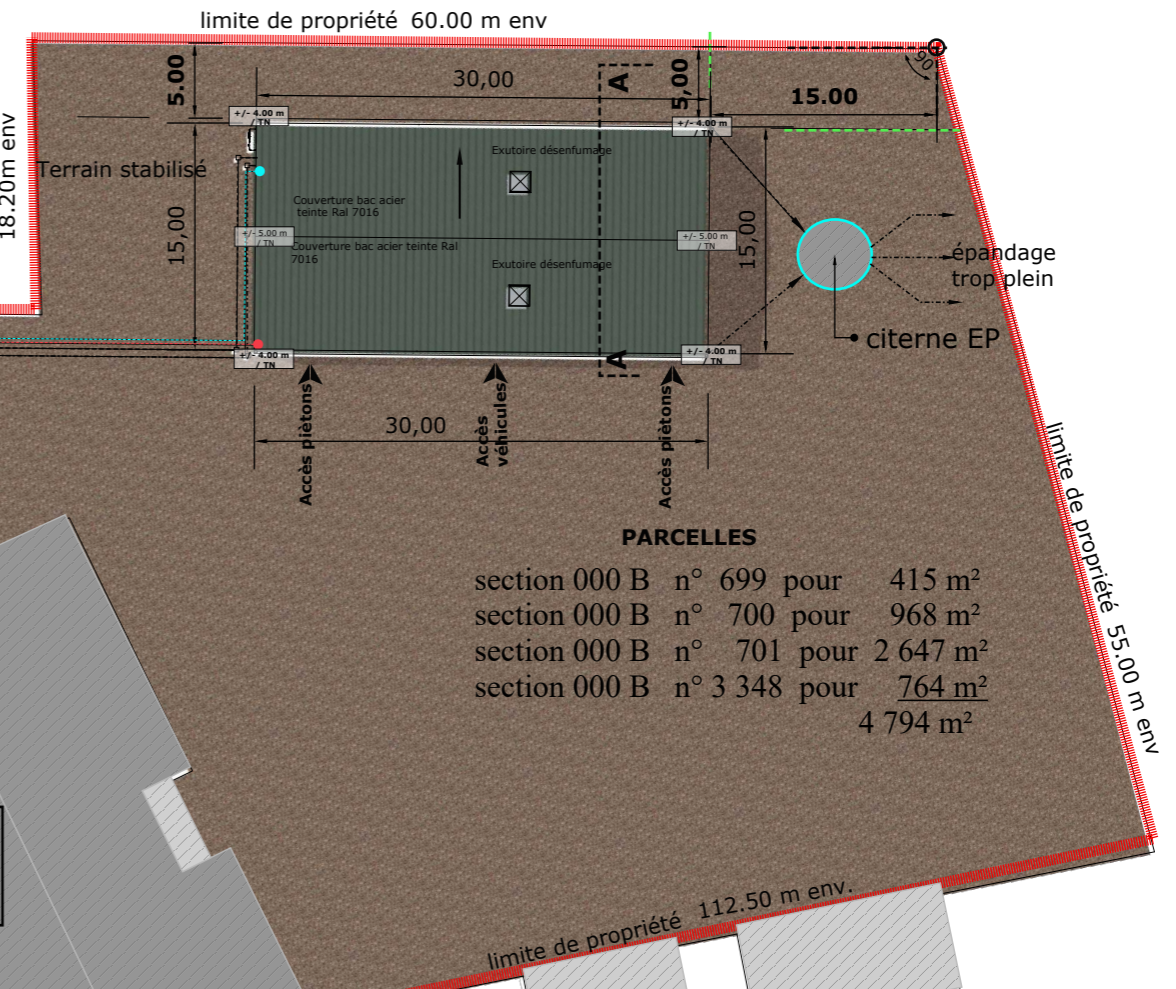 limite de propriété 60.00 m env
5.00
30,00
A
5,00
90
15.00
+/- 4.00 m
/ TN
+/- 4.00 m
/ TN
18.20m env
Terrain stabilisé
Exutoire désenfumage
Couverture bac acier
teinte Ral 7016
15,00
+/- 5.00 m
/ TN
Couverture bac acier teinte Ral
7016
+/- 5.00 m
/ TN
15,00
Exutoire désenfumage
épandage
trop plein
citerne EP
+/- 4.00 m
/ TN
A
+/- 4.00 m
/ TN
30,00
Accès piètons
Accès
véhicules
Accès piètons
limite de propriété 55.00 m env
PARCELLES
section 000 B n° 699 pour 415 m²
section 000 B n° 700 pour 968 m²
section 000 B n° 701 pour 2 647 m²
section 000 B n° 3 348 pour 764 m²
4 794 m²
limite de propriété 112.50 m env.